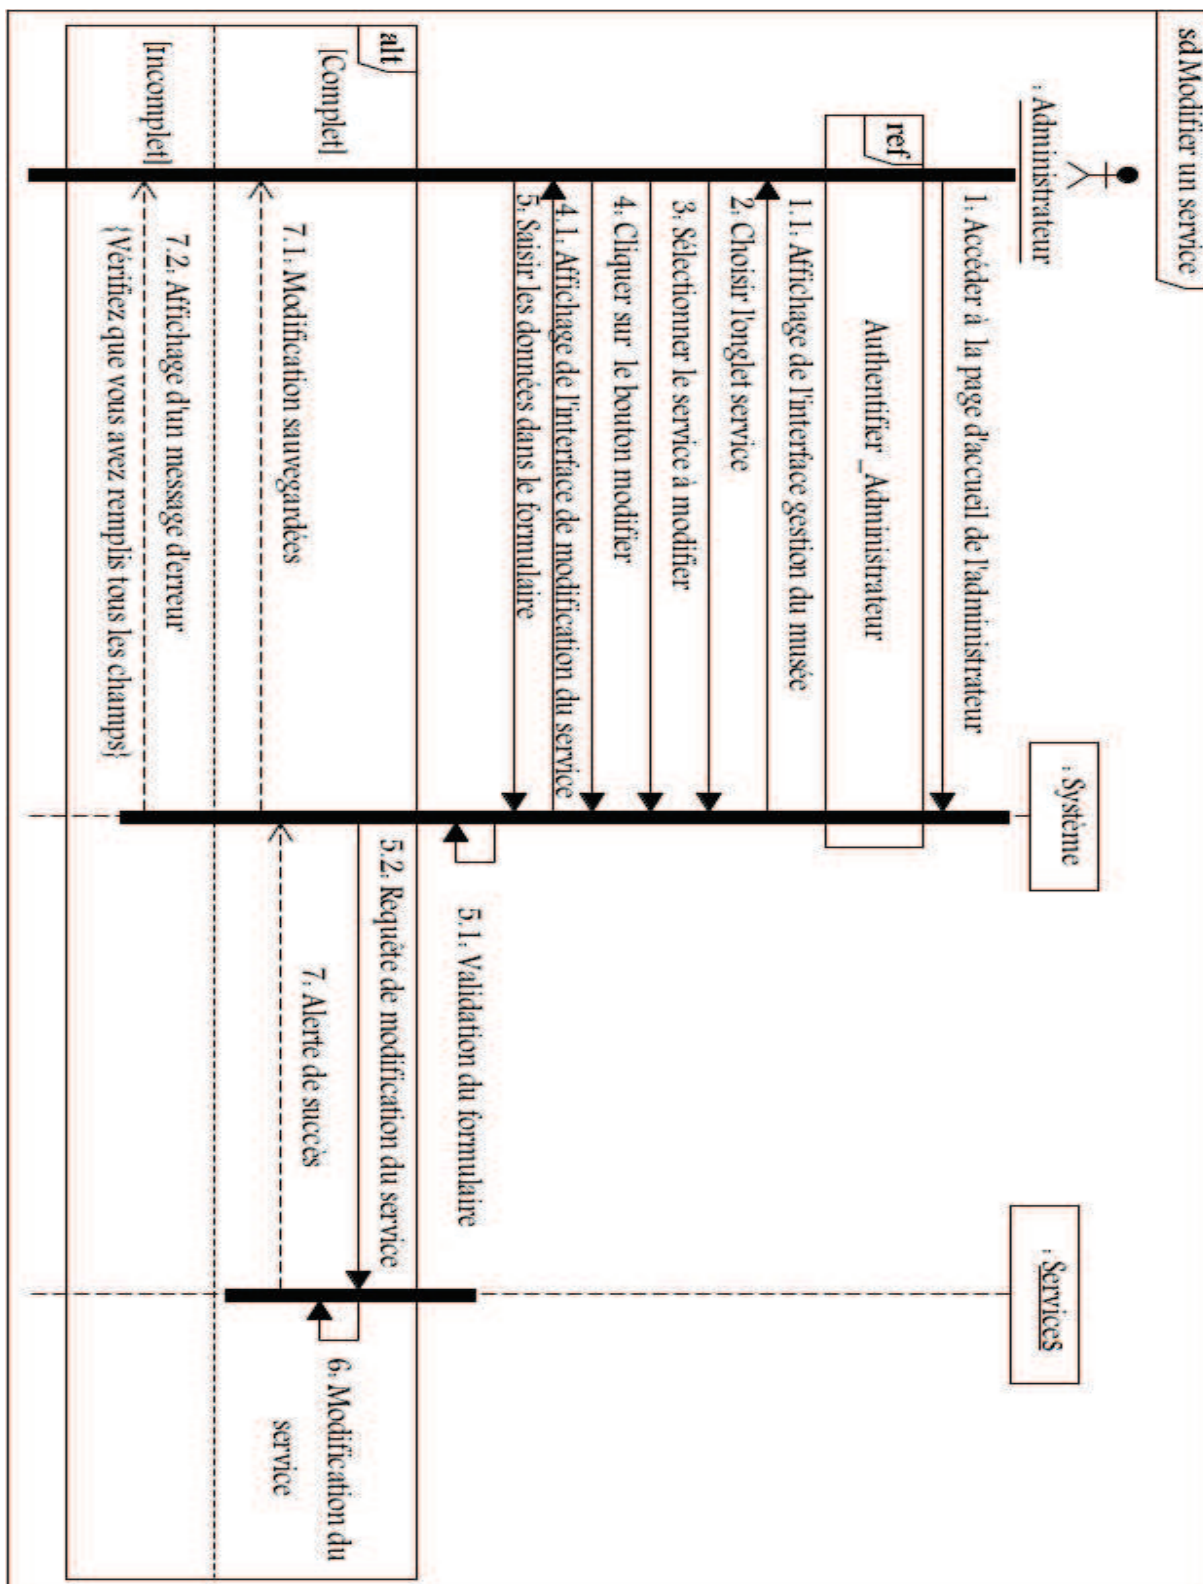 sd Modifier un service
: Administrateur
: Système
: Services
1: Accéder à la page d'accueil de l'administrateur
ref
Authentifier_Administrateur
1.1: Affichage de l'interface gestion du musée
2: Choisir l'onglet service
3: Sélectionner le service à modifier
4: Cliquer sur le bouton modifier
4.1: Affichage de l'interface de modification du service
5: Saisir les données dans le formulaire
5.1: Validation du formulaire
alt
[Complet]
5.2: Requête de modification du service
6: Modification du
service
7: Alerte de succès
7.1: Modification sauvegardées
[Incomplet]
7.2: Affichage d'un message d'erreur
{Vérifiez que vous avez remplis tous les champs}